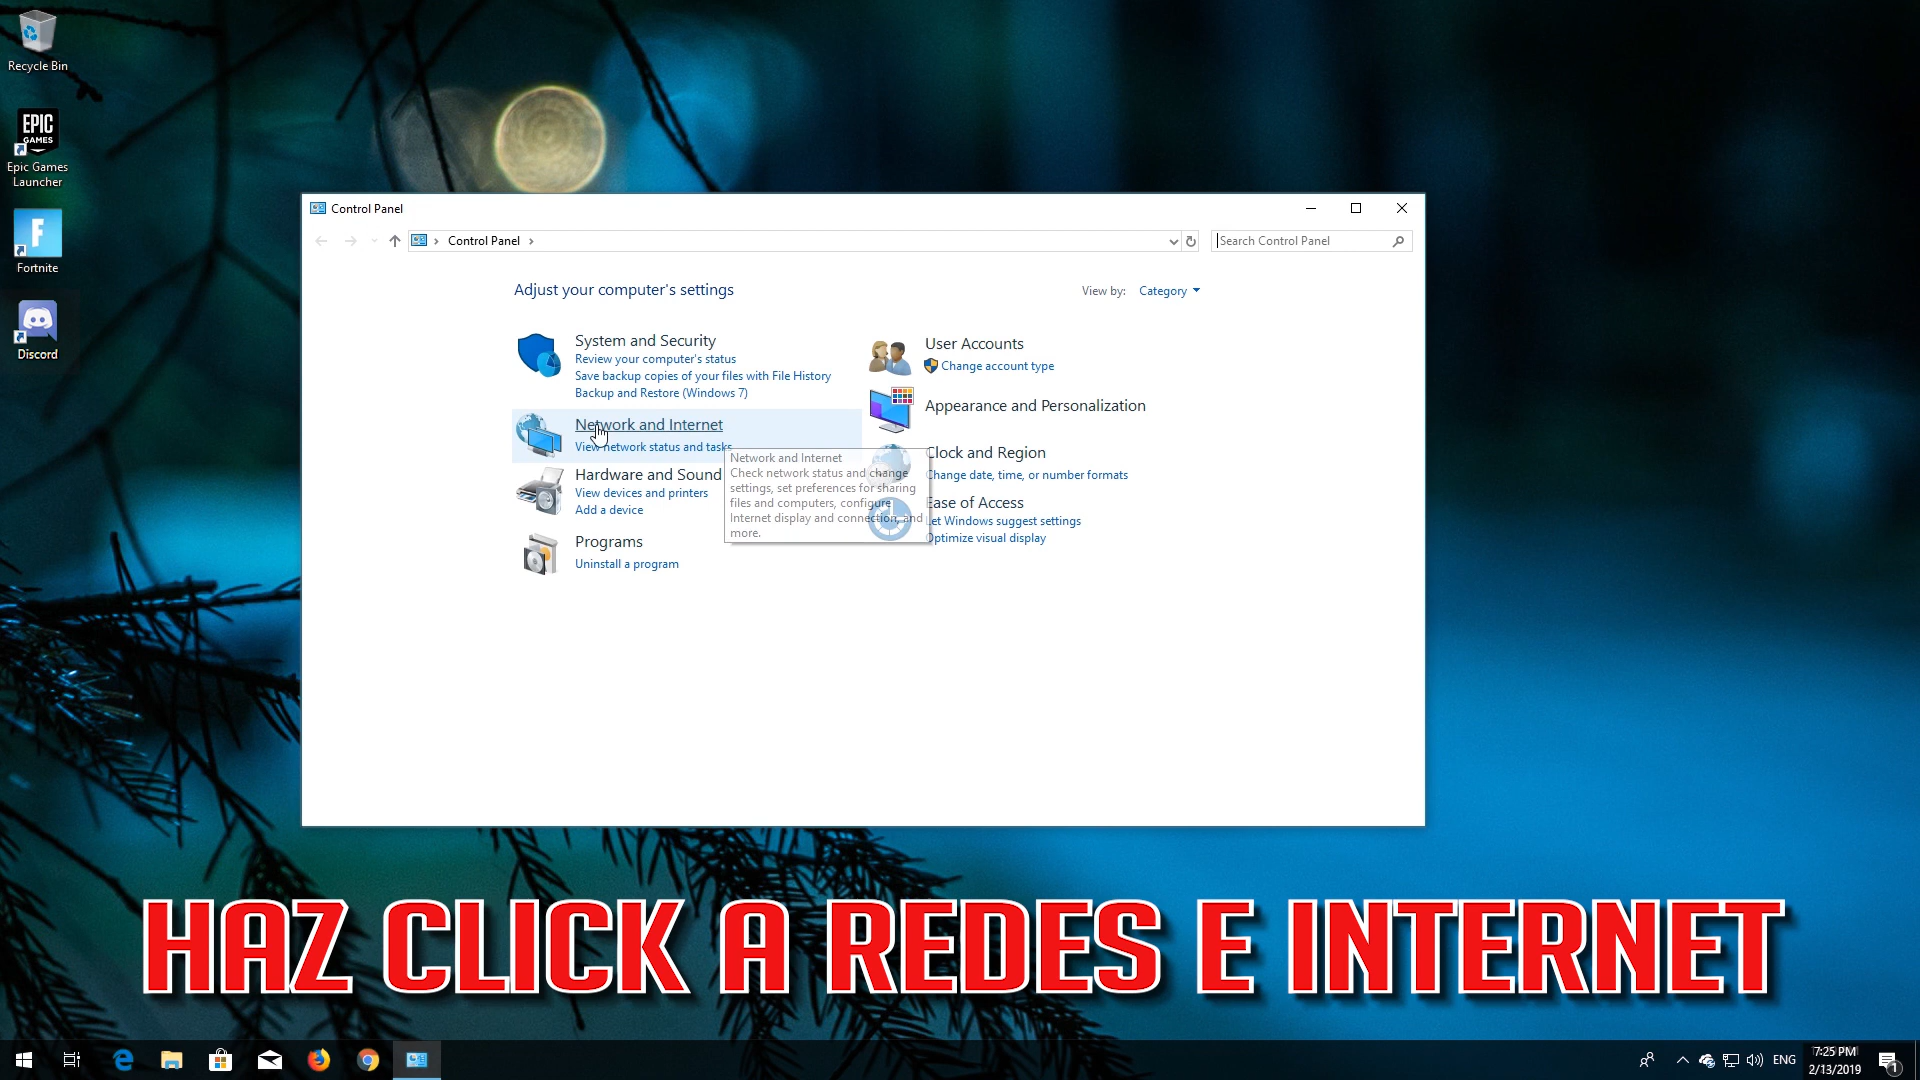 Recycle Bin
EPIC
GAMES
Epic Games
Launcher
F
Fortnite
Discord
Control Panel
Control Panel
Search Control Panel
Adjust your computer's settings
View by: Category
System and Security
Review your computer's status
Save backup copies of your files with File History
Backup and Restore (Windows 7)
Network and Internet
View network status and tasks
Hardware and Sound
View devices and printers
Add a device
Programs
Uninstall a program
User Accounts
Change account type
Appearance and Personalization
Clock and Region
Change date, time, or number formats
Ease of Access
Let Windows suggest settings
Optimize visual display
Network and Internet
Check network status and change
settings, set preferences for sharing
files and computers, configure
Internet display and connection, and
more.
HAZ CLICK A REDES E INTERNET
ENG
7:25 PM
2/13/2019
1